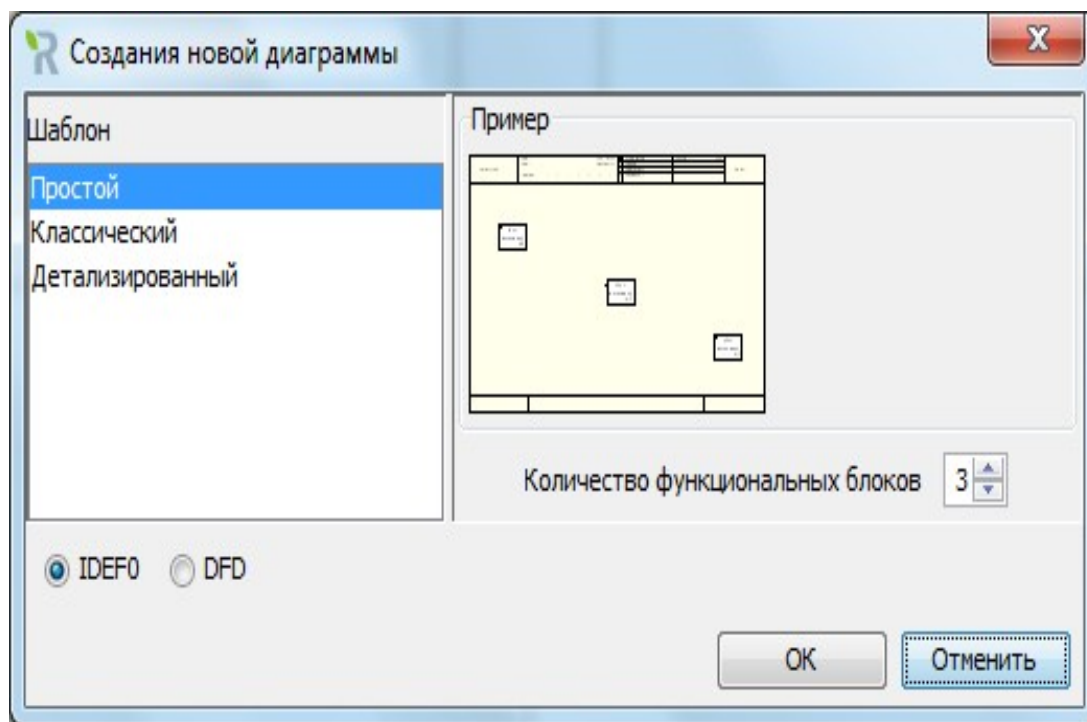 Создания новой диаграммы
X
Шаблон
Простой
Классический
Детализированный
Пример
Количество функциональных блоков 3
IDEF0 DFD
OK Отменить